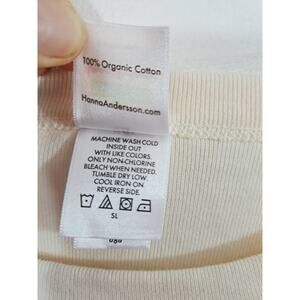 100% Organic Cotton
HannaAndersson.com
MACHINE WASH COLD
INSIDE OUT
WITH LIKE COLORS.
ONLY NON-CHLORINE
BLEACH WHEN NEEDED.
TUMBLE DRY LOW.
COOL IRON ON
REVERSE SIDE.
SL